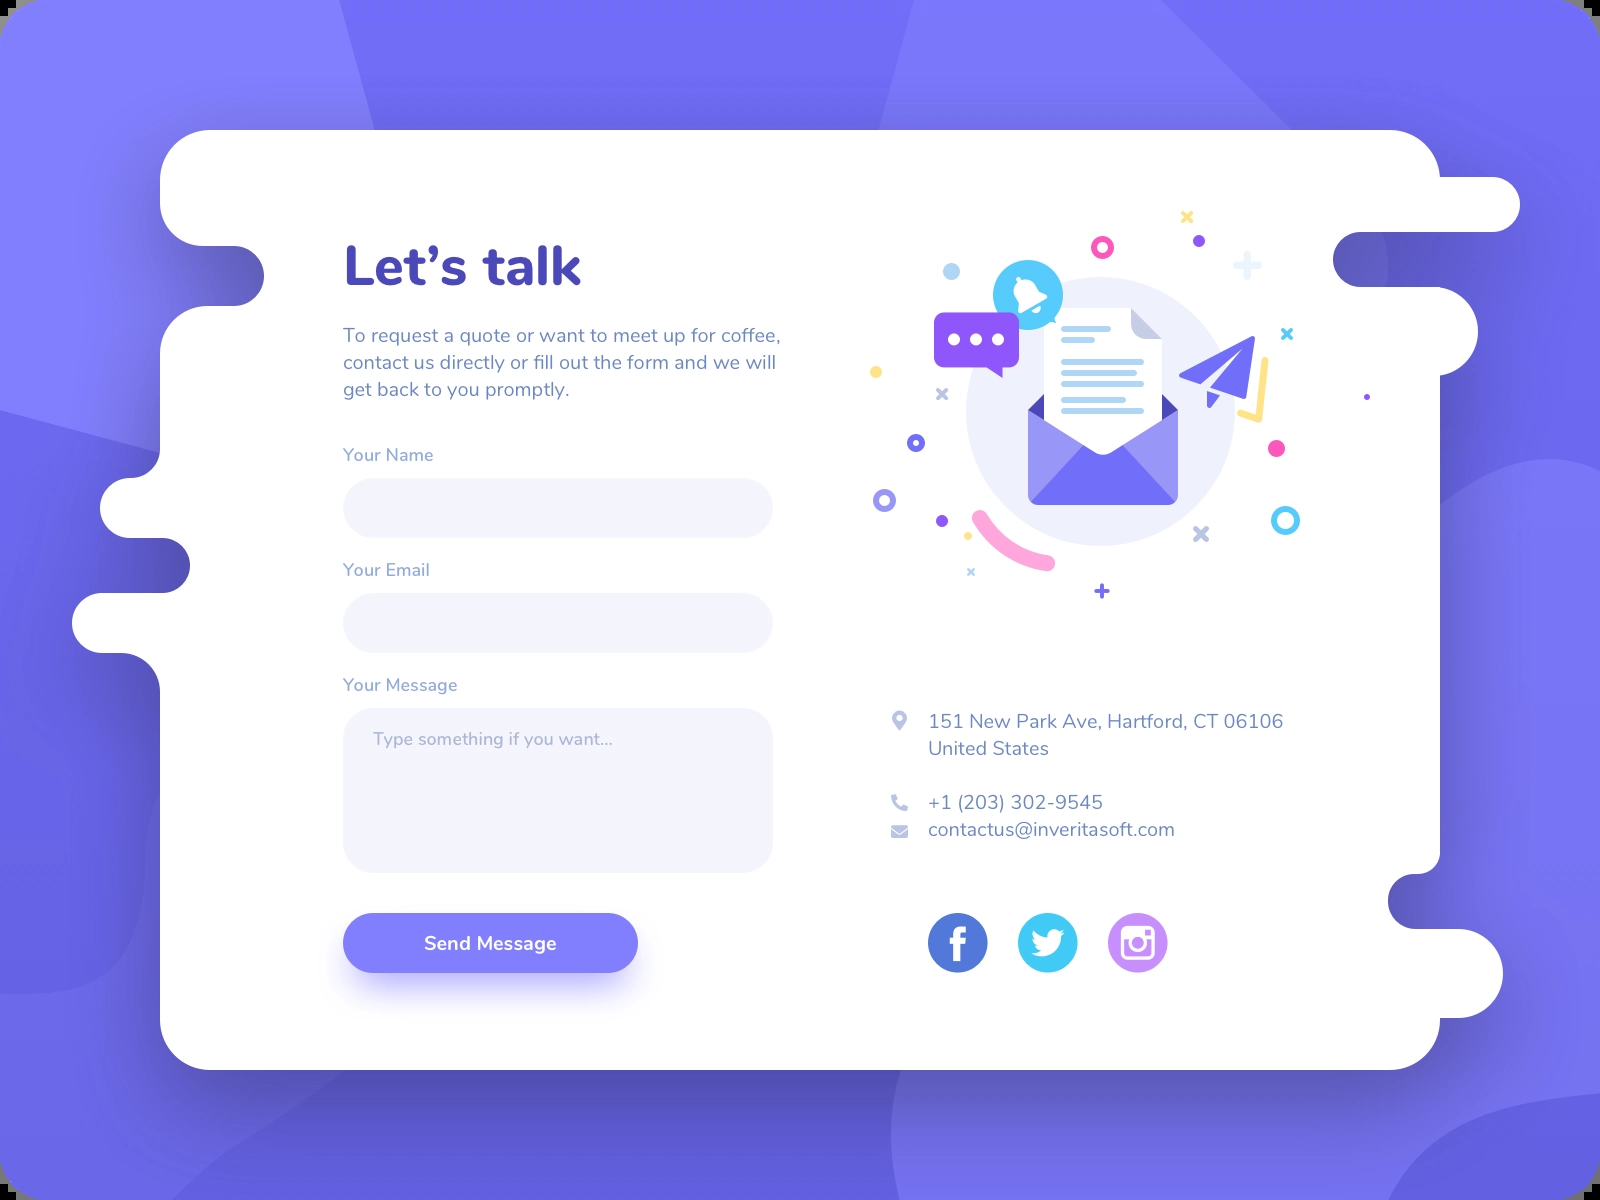 Let’s talk
To request a quote or want to meet up for coffee,
contact us directly or fill out the form and we will
get back to you promptly.
Your Name
Your Email
Your Message
Type something if you want...
Send Message
151 New Park Ave, Hartford, CT 06106
United States
+1 (203) 302-9545
contactus@inveritasoft.com